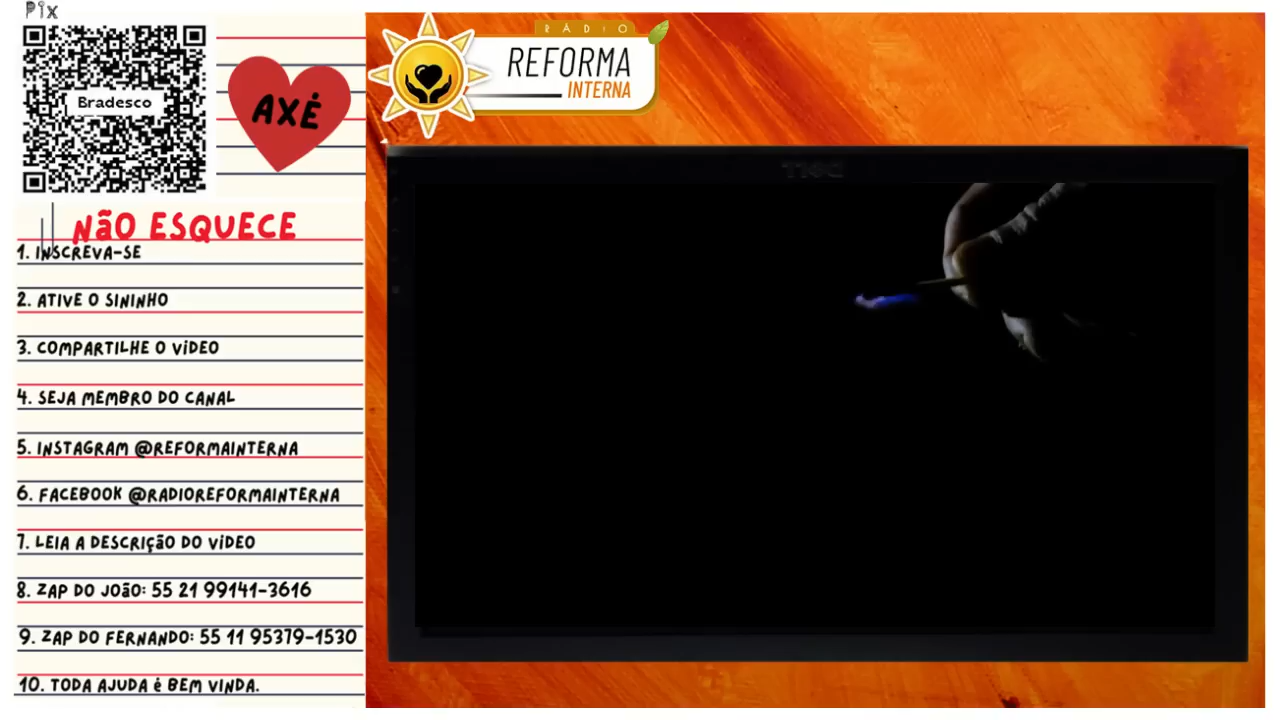 Pix
Bradesco
AXÉ
NãO ESQUECE
1. INSCREVA-SE
2. ATIVE O SININHO
3. COMPARTILHE O VíDEO
4. SEJA MEMBRO DO CANAL
5. INSTAGRAM @REFORMAINTERNA
6. FACEBOOK @RADIOREFORMAINTERNA
7. LEIA A DESCRIÇãO DO VíDEO
8. ZAP DO JOãO: 55 21 99141-3616
9. ZAP DO FERNANDO: 55 11 95379-1530
10. TODA AJUDA é BEM VINDA.
RÁDIO
REFORMA
INTERNA